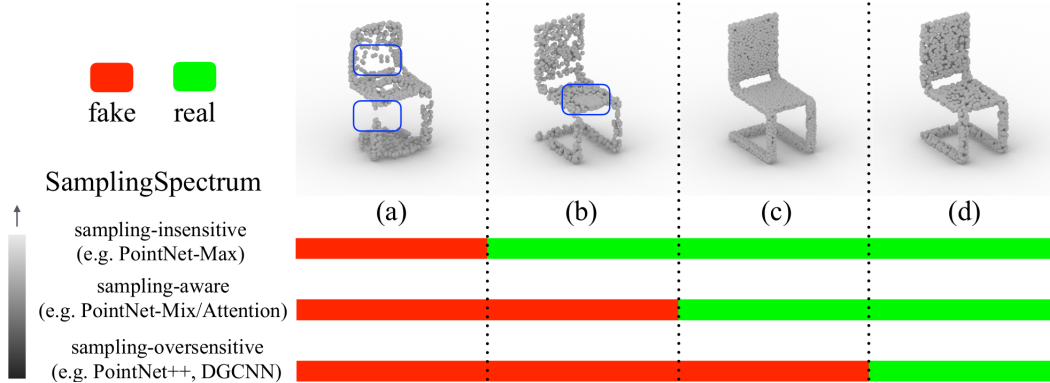 fake real
SamplingSpectrum
(a) (b) (c) (d)
sampling-insensitive
(e.g. PointNet-Max)
sampling-aware
(e.g. PointNet-Mix/Attention)
sampling-oversensitive
(e.g. PointNet++, DGCNN)